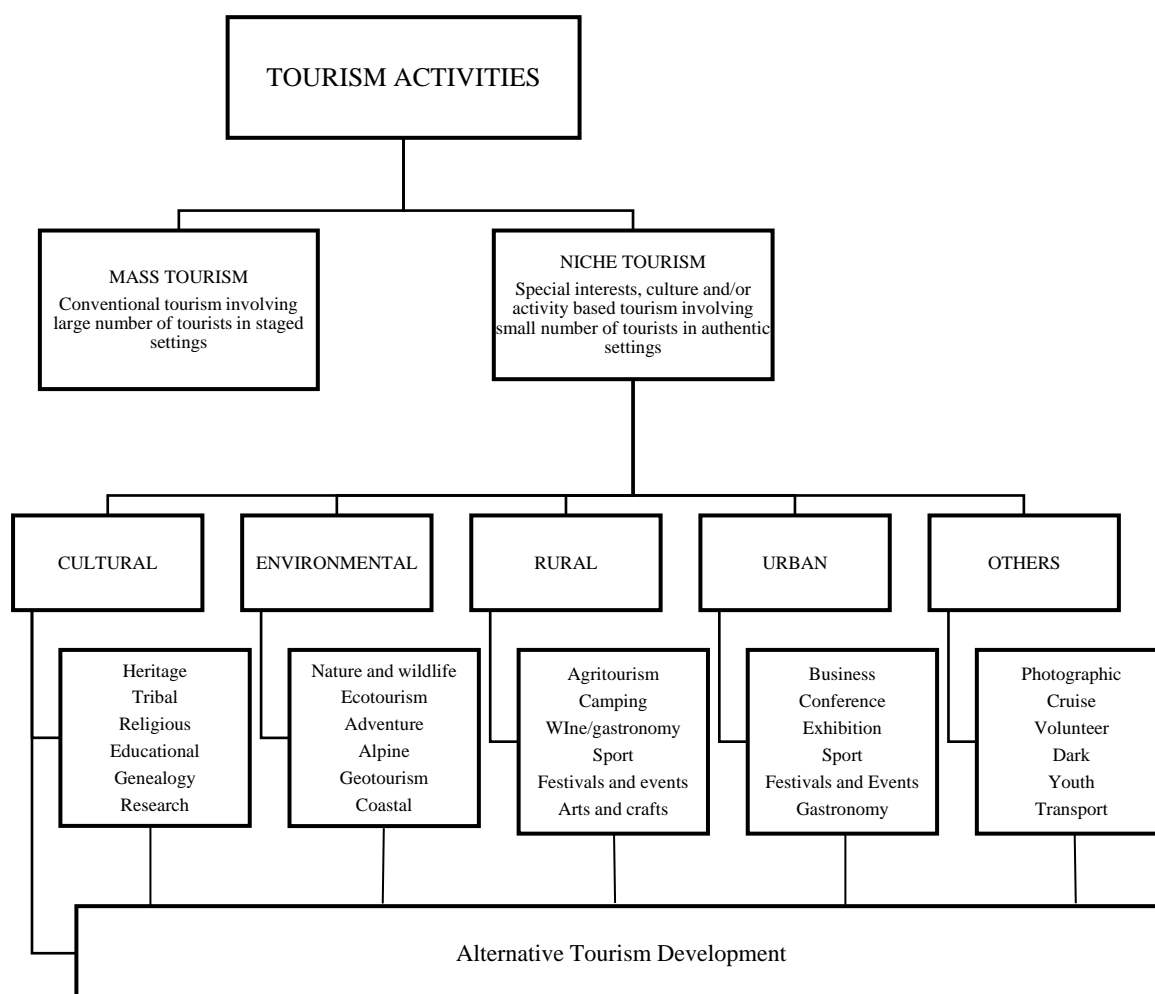 TOURISM ACTIVITIES
MASS TOURISM
Conventional tourism involving
large number of tourists in staged
settings
NICHE TOURISM
Special interests, culture and/or
activity based tourism involving
small number of tourists in authentic
settings
CULTURAL
ENVIRONMENTAL
RURAL
URBAN
OTHERS
Heritage
Tribal
Religious
Educational
Genealogy
Research
Nature and wildlife
Ecotourism
Adventure
Alpine
Geotourism
Coastal
Agritourism
Camping
WIne/gastronomy
Sport
Festivals and events
Arts and crafts
Business
Conference
Exhibition
Sport
Festivals and Events
Gastronomy
Photographic
Cruise
Volunteer
Dark
Youth
Transport
Alternative Tourism Development